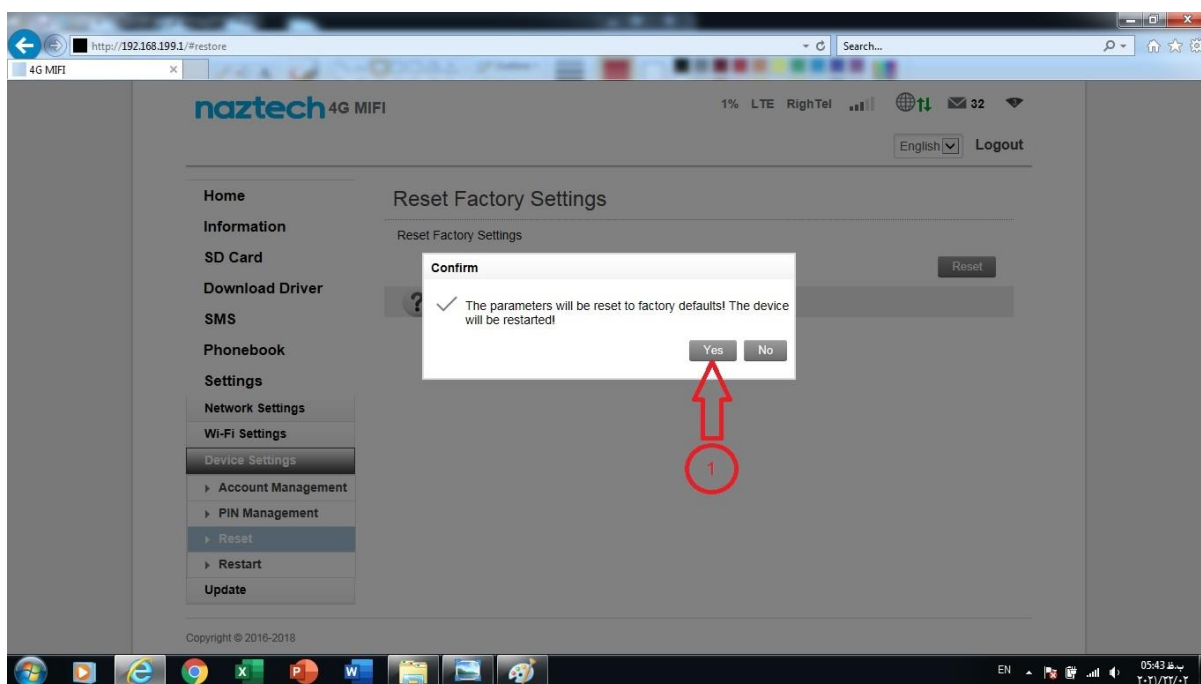 http://192.168.199.1/#restore
Search...
4G MIFI
naztech 4G MIFI
1% LTE RighTel 32
English Logout
Home
Information
SD Card
Download Driver
SMS
Phonebook
Settings
Network Settings
Wi-Fi Settings
Device Settings
Account Management
PIN Management
Reset
Restart
Update
Reset Factory Settings
Reset Factory Settings
Reset
Confirm
The parameters will be reset to factory defaults! The device
will be restarted!
Yes No
1
Copyright © 2016-2018
EN
05:43 ب.ظ